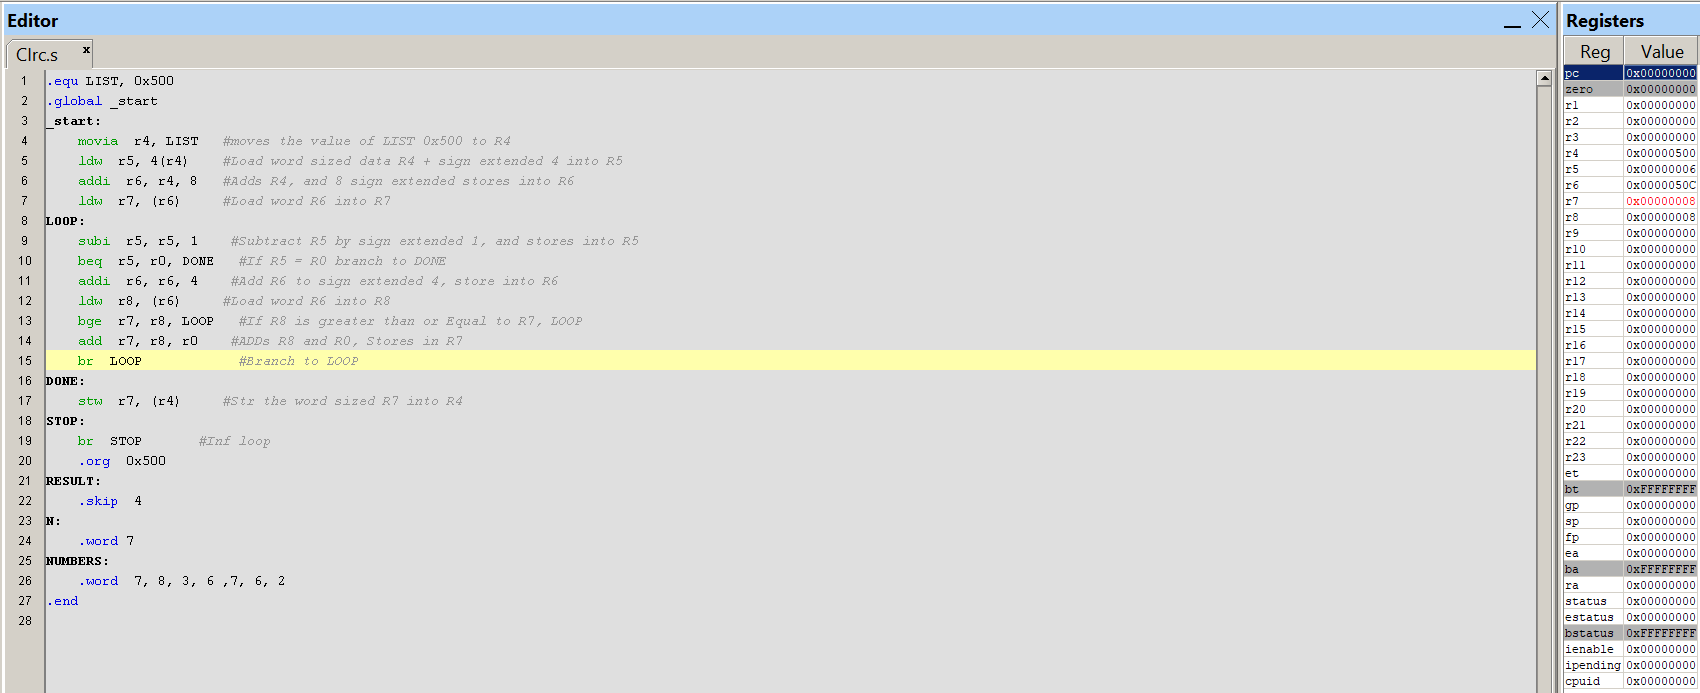 Editor
Clrc.s x
1 .equ LIST, 0x500
2 .global _start
3 _start:
4 movia r4, LIST #moves the value of LIST 0x500 to R4
5 ldw r5, 4(r4) #Load word sized data R4 + sign extended 4 into R5
6 addi r6, r4, 8 #Adds R4, and 8 sign extended stores into R6
7 ldw r7, (r6) #Load word R6 into R7
8 LOOP:
9 subi r5, r5, 1 #Subtract R5 by sign extended 1, and stores into R5
10 beq r5, r0, DONE #If R5 = R0 branch to DONE
11 addi r6, r6, 4 #Add R6 to sign extended 4, store into R6
12 ldw r8, (r6) #Load word R6 into R8
13 bge r7, r8, LOOP #If R8 is greater than or Equal to R7, LOOP
14 add r7, r8, r0 #ADDs R8 and R0, Stores in R7
15 br LOOP #Branch to LOOP
16 DONE:
17 stw r7, (r4) #Str the word sized R7 into R4
18 STOP:
19 br STOP #Inf loop
20 .org 0x500
21 RESULT:
22 .skip 4
23 N:
24 .word 7
25 NUMBERS:
26 .word 7, 8, 3, 6 ,7, 6, 2
27 .end
28
Registers
Reg Value
pc 0x00000000
zero 0x00000000
r1 0x00000000
r2 0x00000000
r3 0x00000000
r4 0x00000500
r5 0x00000006
r6 0x0000050C
r7 0x00000008
r8 0x00000008
r9 0x00000000
r10 0x00000000
r11 0x00000000
r12 0x00000000
r13 0x00000000
r14 0x00000000
r15 0x00000000
r16 0x00000000
r17 0x00000000
r18 0x00000000
r19 0x00000000
r20 0x00000000
r21 0x00000000
r22 0x00000000
r23 0x00000000
et 0x00000000
bt 0xFFFFFFFF
gp 0x00000000
sp 0x00000000
fp 0x00000000
ea 0x00000000
ba 0xFFFFFFFF
ra 0x00000000
status 0x00000000
estatus 0x00000000
bstatus 0xFFFFFFFF
ienable 0x00000000
ipending 0x00000000
cpuid 0x00000000